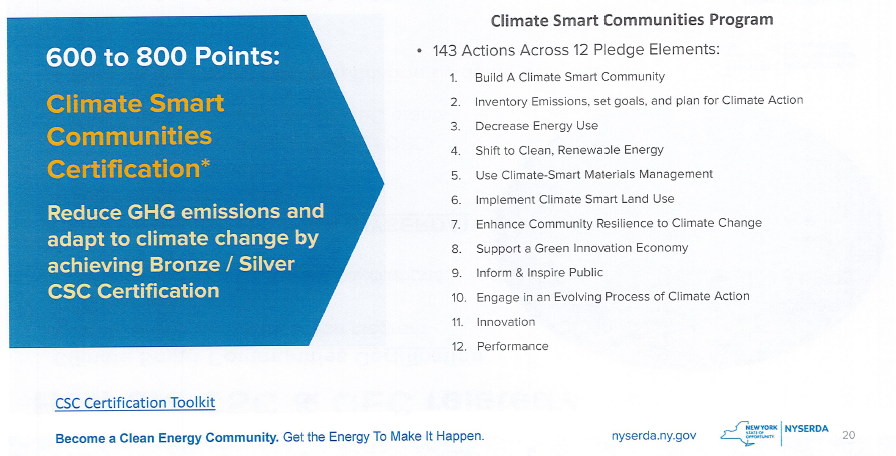 600 to 800 Points:
Climate Smart
Communities
Certification*
Reduce GHG emissions and
adapt to climate change by
achieving Bronze / Silver
CSC Certification
Climate Smart Communities Program
• 143 Actions Across 12 Pledge Elements:
1. Build A Climate Smart Community
2. Inventory Emissions, set goals, and plan for Climate Action
3. Decrease Energy Use
4. Shift to Clean, Renewable Energy
5. Use Climate-Smart Materials Management
6. Implement Climate Smart Land Use
7. Enhance Community Resilience to Climate Change
8. Support a Green Innovation Economy
9. Inform & Inspire Public
10. Engage in an Evolving Process of Climate Action
11. Innovation
12. Performance
CSC Certification Toolkit
Become a Clean Energy Community. Get the Energy To Make It Happen.
nyserda.ny.gov
NEW YORK
STATE OF
OPPORTUNITY
NYSERDA
20